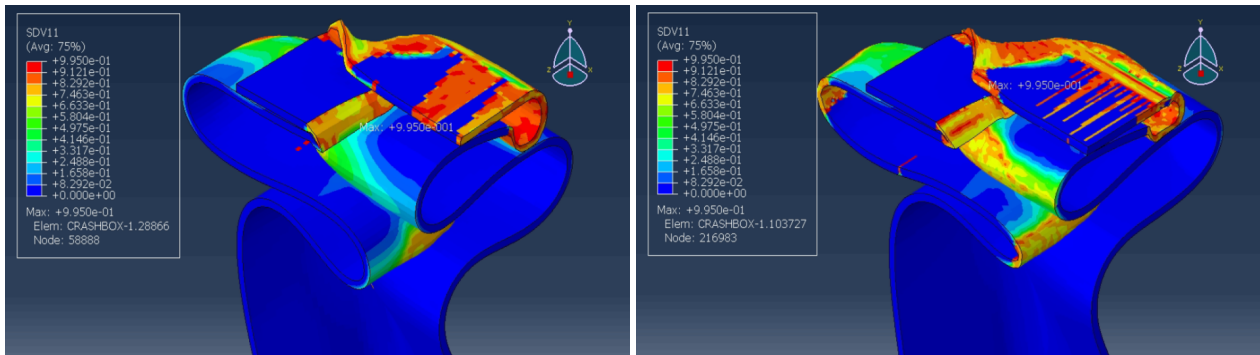 SDV11
(Avg: 75%)
+9.950e-01
+9.121e-01
+8.292e-01
+7.463e-01
+6.633e-01
+5.804e-01
+4.975e-01
+4.146e-01
+3.317e-01
+2.488e-01
+1.658e-01
+8.292e-02
+0.000e+00
Max: +9.950e-01
Elem: CRASHBOX-1.28866
Node: 58888
Max: +9.950e-001
Y
Z
X
SDV11
(Avg: 75%)
+9.950e-01
+9.121e-01
+8.292e-01
+7.463e-01
+6.633e-01
+5.804e-01
+4.975e-01
+4.146e-01
+3.317e-01
+2.488e-01
+1.658e-01
+8.292e-02
+0.000e+00
Max: +9.950e-01
Elem: CRASHBOX-1.103727
Node: 216983
Max: +9.950e-001
Y
Z
X